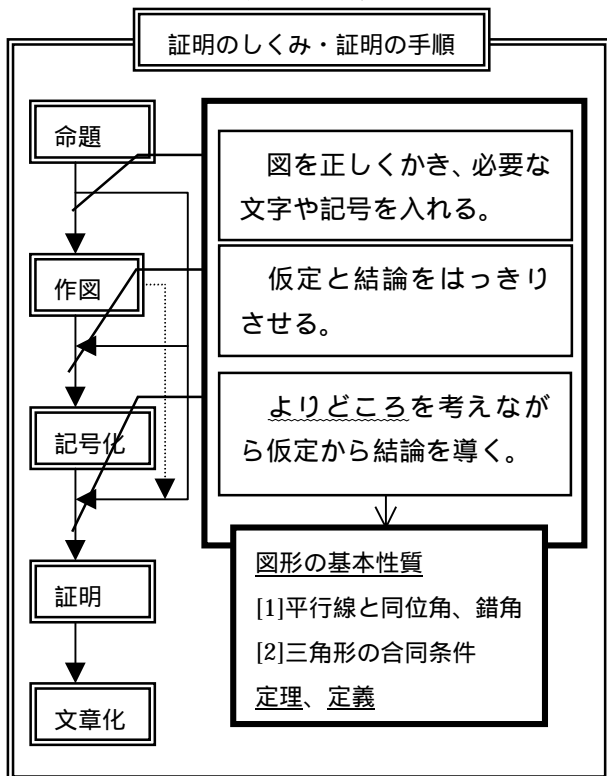 証明のしくみ・証明の手順
命題
作図
記号化
証明
文章化
図を正しくかき、必要な
文字や記号を入れる。
仮定と結論をはっきり
させる。
よりどころを考えなが
ら仮定から結論を導く。
図形の基本性質
[1]平行線と同位角、錯角
[2]三角形の合同条件
定理、定義